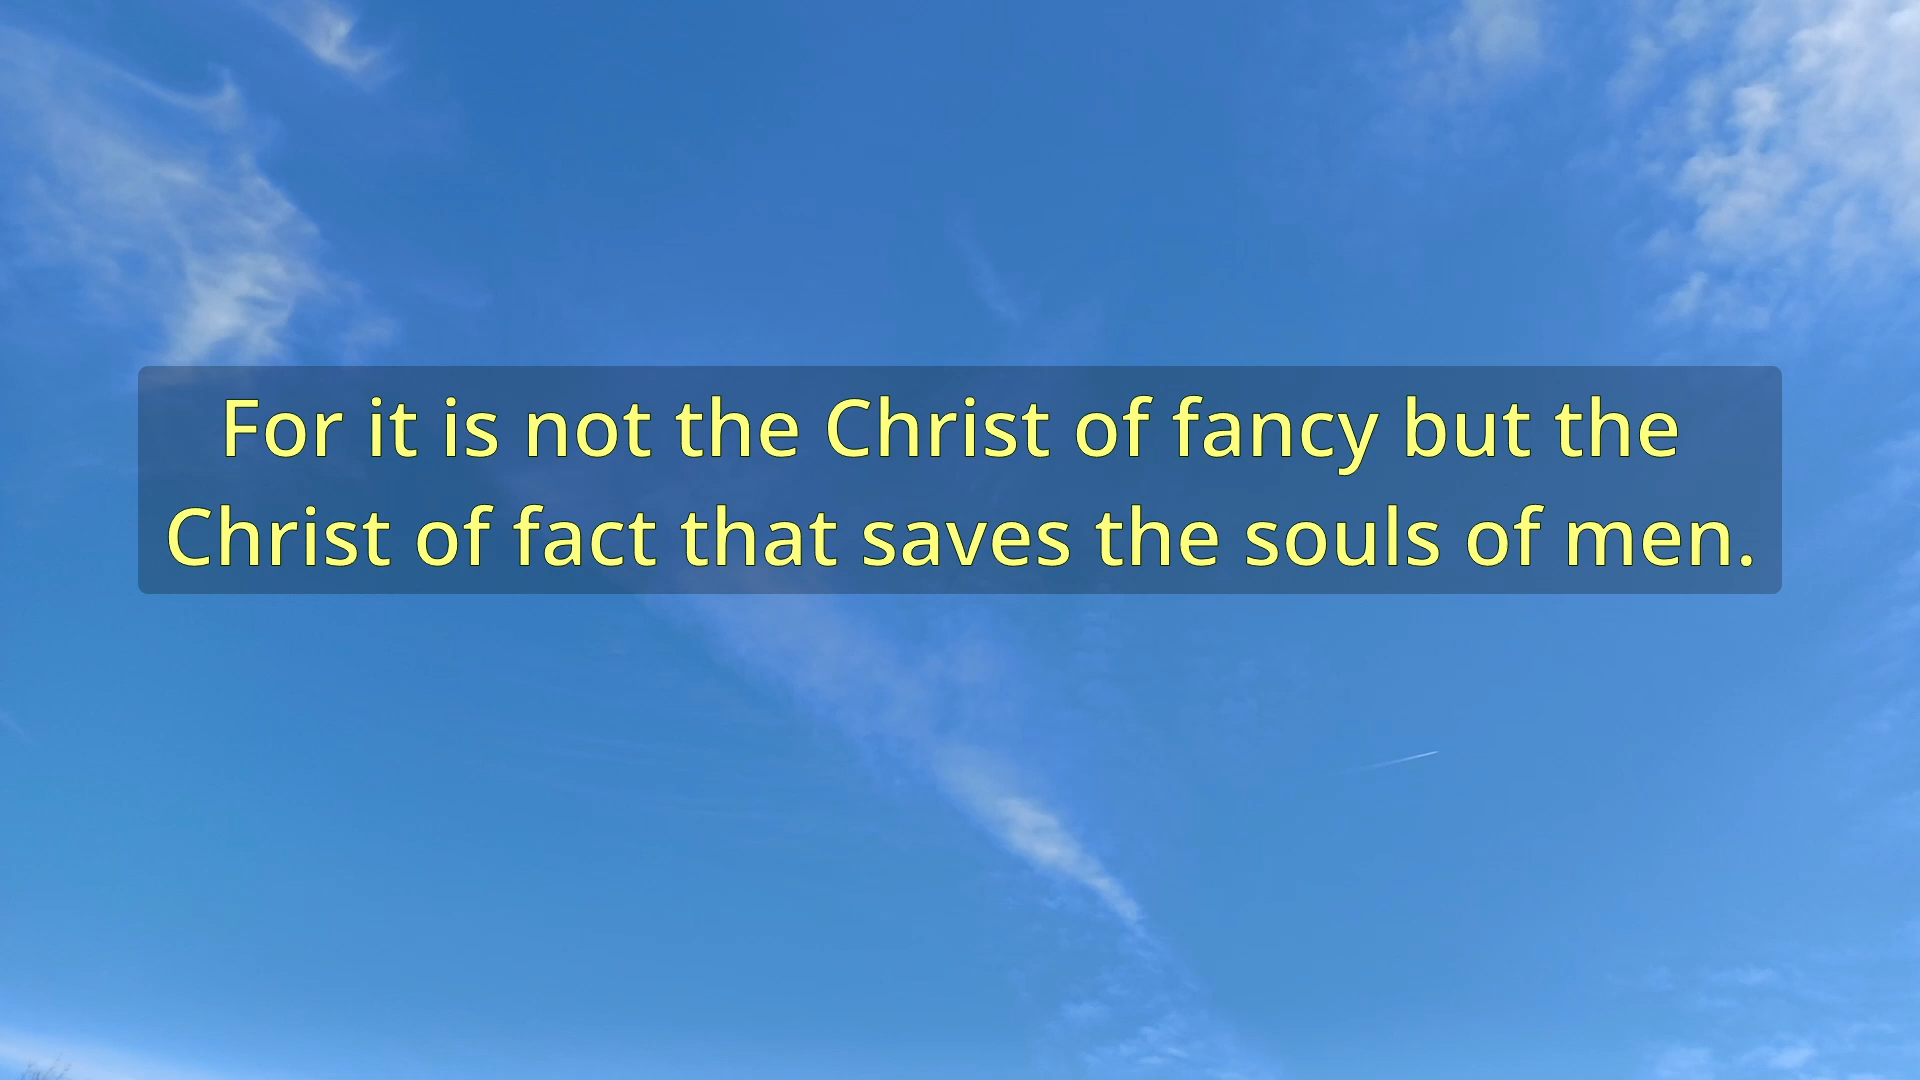 For it is not the Christ of fancy but the
Christ of fact that saves the souls of men.